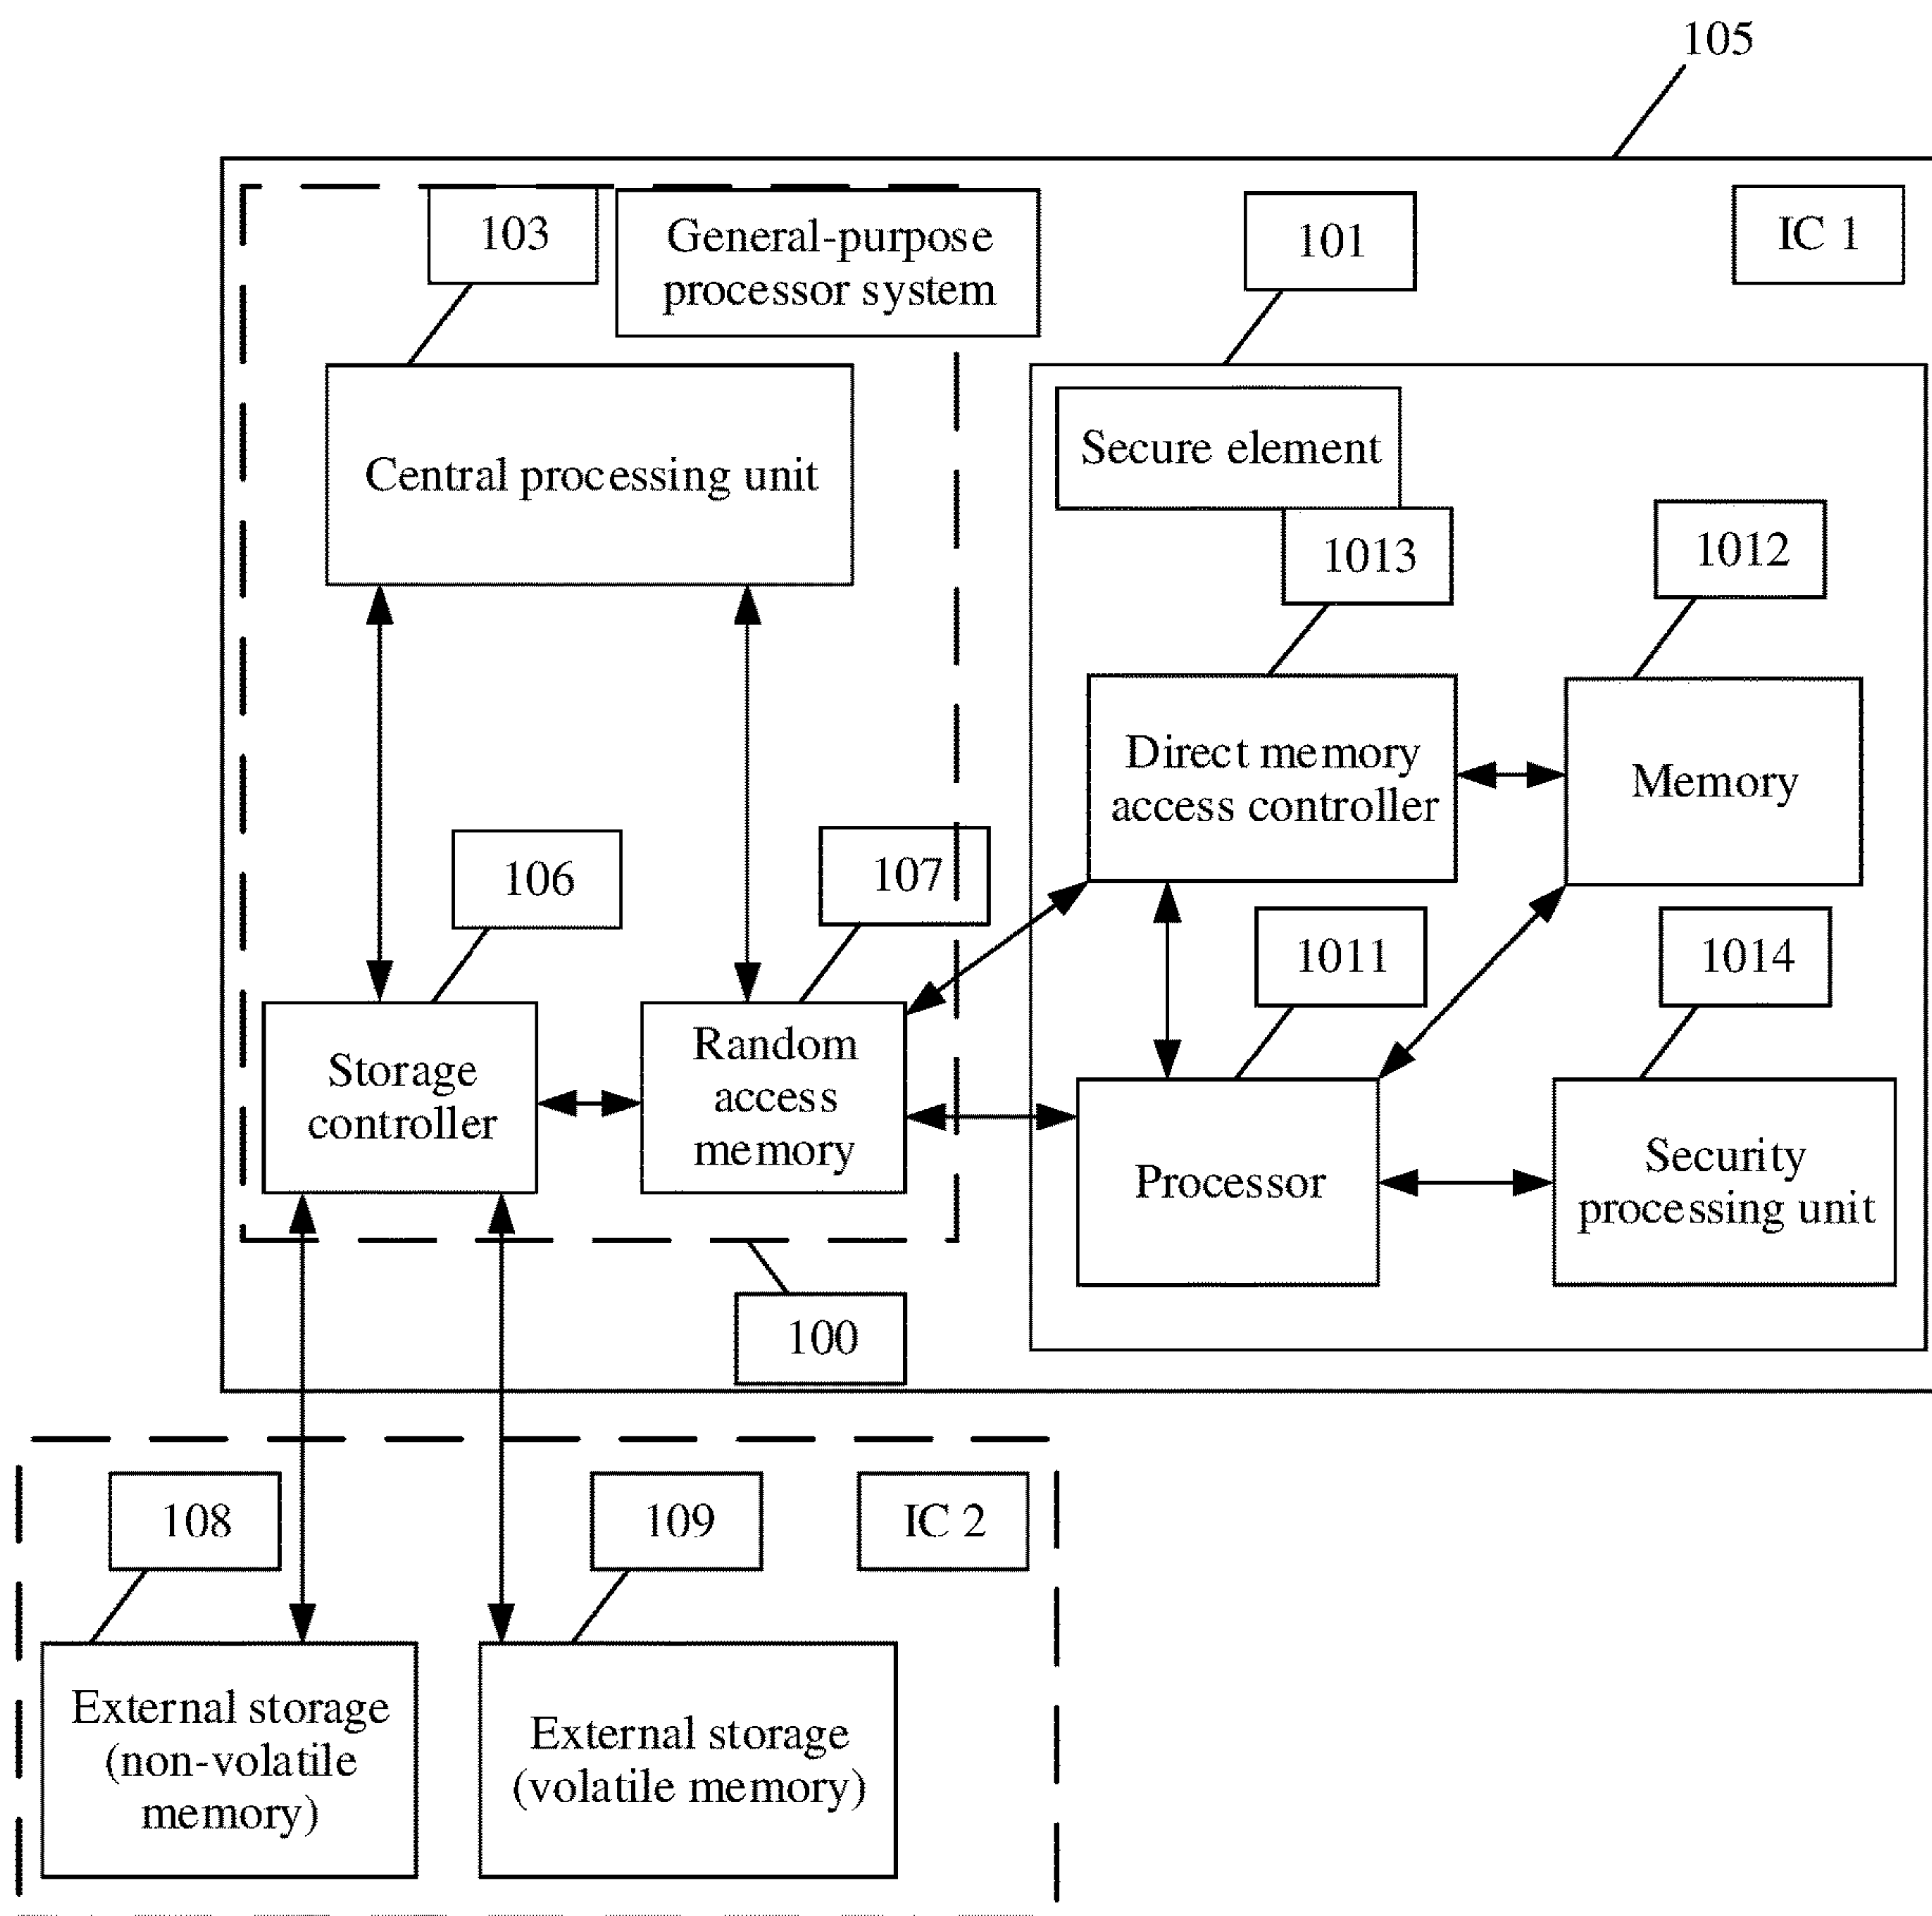 105
103
General-purpose
processor system
101
IC 1
Central processing unit
Secure element
1013
1012
Direct memory
access controller
Memory
106
107
1011
1014
Storage
controller
Random
access
memory
Processor
Security
processing unit
100
108
109
IC 2
External storage
(non-volatile
memory)
External storage
(volatile memory)